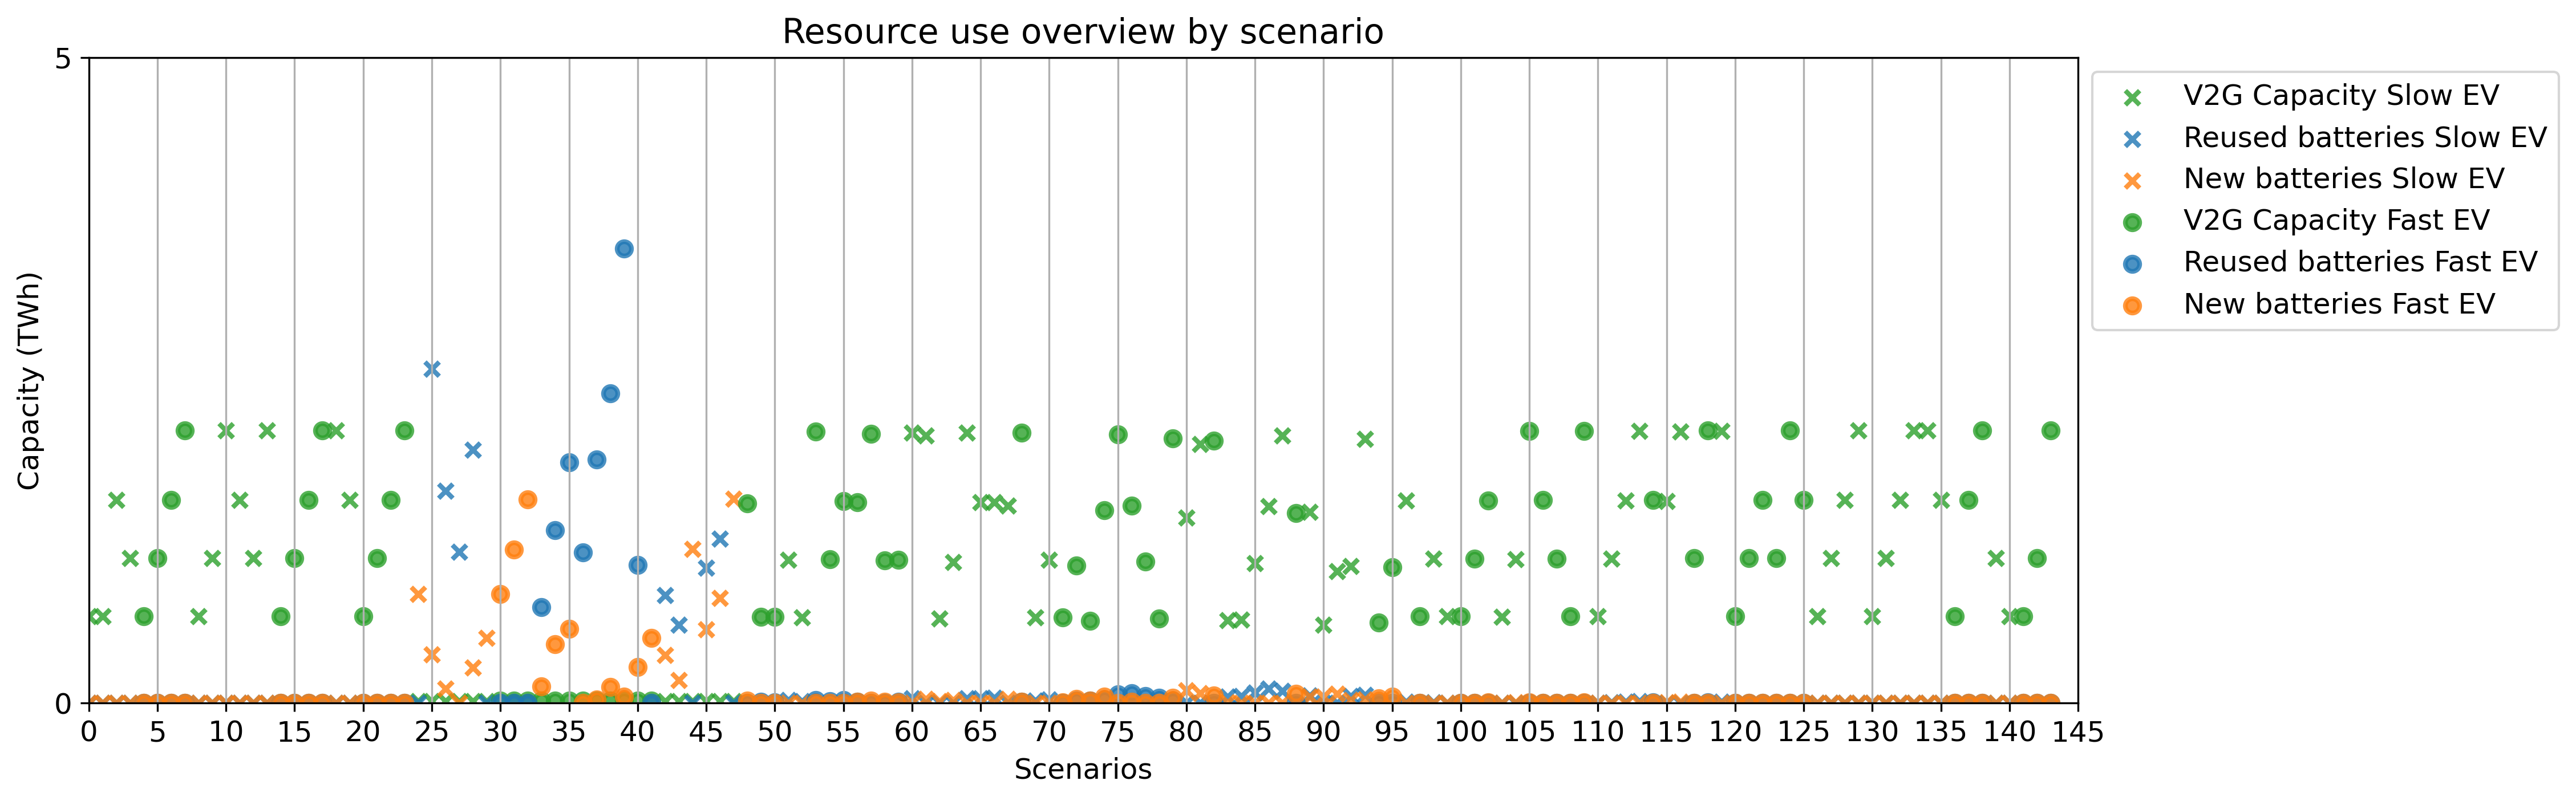 Resource use overview by scenario
5
0
Capacity (TWh)
0 5 10 15 20 25 30 35 40 45 50 55 60 65 70 75 80 85 90 95 100 105 110 115 120 125 130 135 140 145
Scenarios
V2G Capacity Slow EV
Reused batteries Slow EV
New batteries Slow EV
V2G Capacity Fast EV
Reused batteries Fast EV
New batteries Fast EV